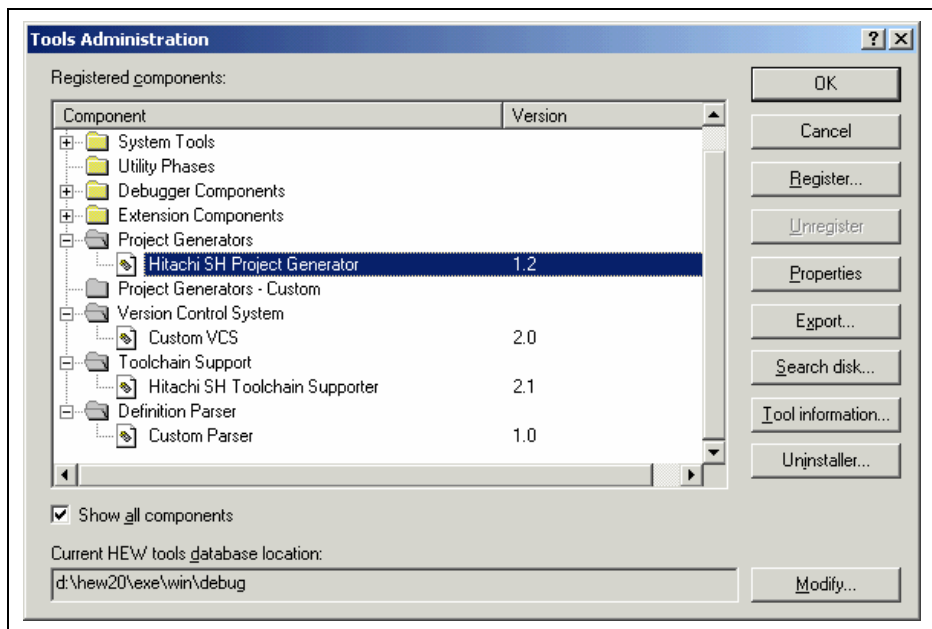 Tools Administration
Registered components:
Component Version
System Tools
Utility Phases
Debugger Components
Extension Components
Project Generators
Hitachi SH Project Generator 1.2
Project Generators - Custom
Version Control System
Custom VCS 2.0
Toolchain Support
Hitachi SH Toolchain Supporter 2.1
Definition Parser
Custom Parser 1.0
Show all components
Current HEW tools database location:
d:\hew20\exe\win\debug
OK
Cancel
Register...
Unregister
Properties
Export...
Search disk...
Tool information...
Uninstaller...
Modify...